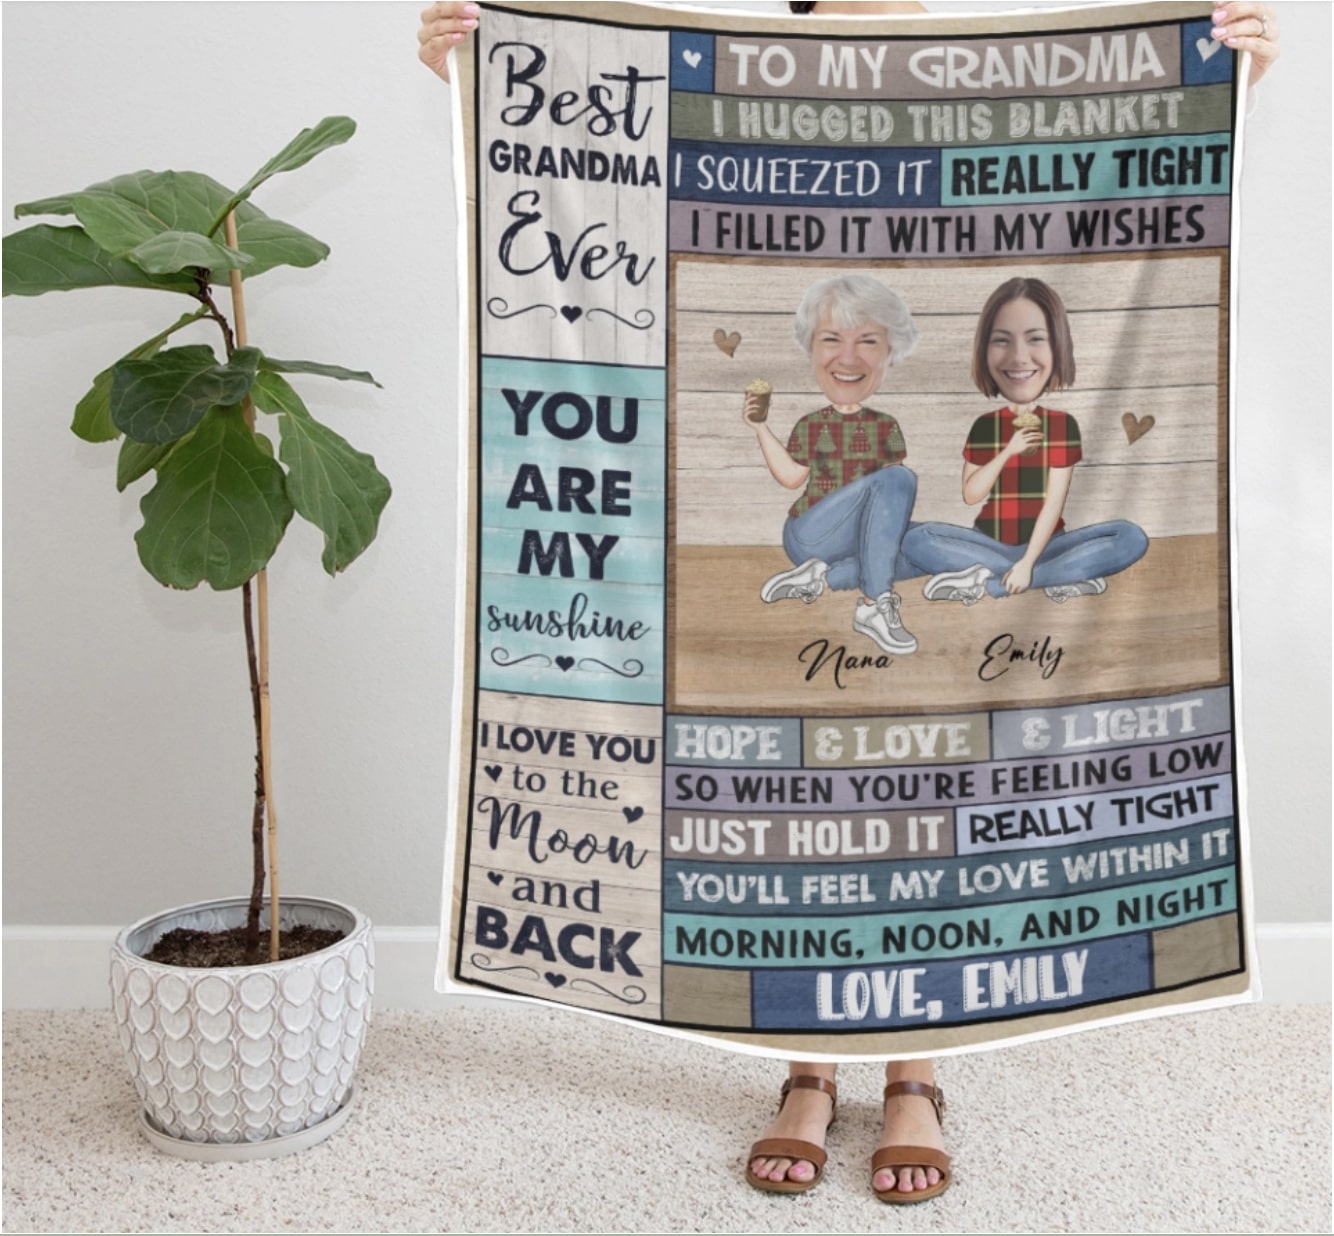 Best
GRANDMA
Ever
YOU
ARE
MY
sunshine
I LOVE YOU
to the
Moon
and
BACK
TO MY GRANDMA
I HUGGED THIS BLANKET
I SQUEEZED IT REALLY TIGHT
I FILLED IT WITH MY WISHES
Nana Emily
HOPE & LOVE & LIGHT
SO WHEN YOU'RE FEELING LOW
JUST HOLD IT REALLY TIGHT
YOU'LL FEEL MY LOVE WITHIN IT
MORNING, NOON, AND NIGHT
LOVE, EMILY